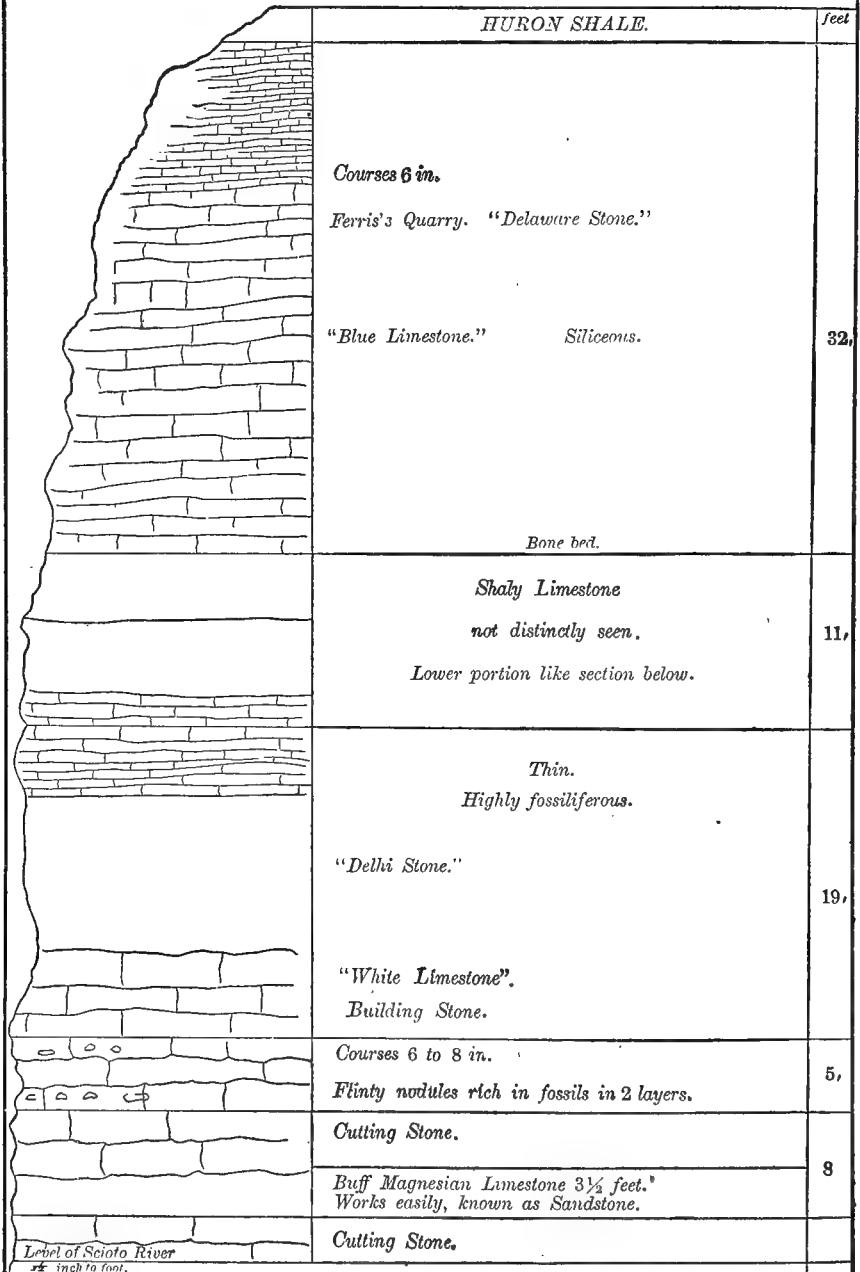 HURON SHALE.
feet
Courses 6 in.
Ferris's Quarry. "Delaware Stone."
"Blue Limestone." Siliceous.
32,
Bone bed.
Shaly Limestone
not distinctly seen.
11,
Lower portion like section below.
Thin.
Highly fossiliferous.
"Delhi Stone."
19,
"White Limestone".
Building Stone.
Courses 6 to 8 in.
5,
Flinty nodules rich in fossils in 2 layers.
Cutting Stone.
8
Buff Magnesian Limestone 3½ feet.
Works easily, known as Sandstone.
Cutting Stone.
Level of Scioto River
inch to foot.